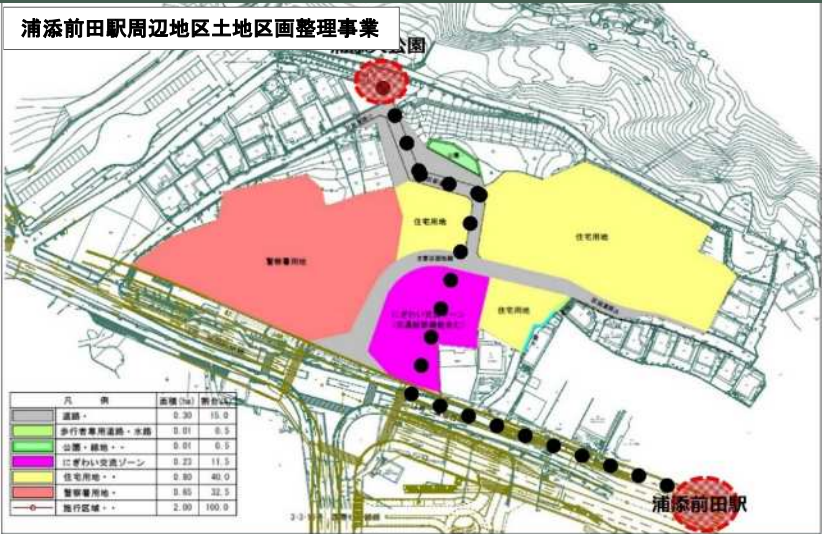 浦添前田駅周辺地区土地区画整理事業
公園
住宅用地
住宅用地
警察署用地
にぎわい交流ゾーン
住宅用地
凡 例 面積(ha) 割合(%)
道路・ 0.30 15.0
歩行者専用道路・水路 0.01 0.5
公園・緑地・・ 0.01 0.5
にぎわい交流ゾーン 0.23 11.5
住宅用地・・ 0.80 40.0
警察署用地・ 0.65 32.5
施行区域・・ 2.00 100.0
浦添前田駅